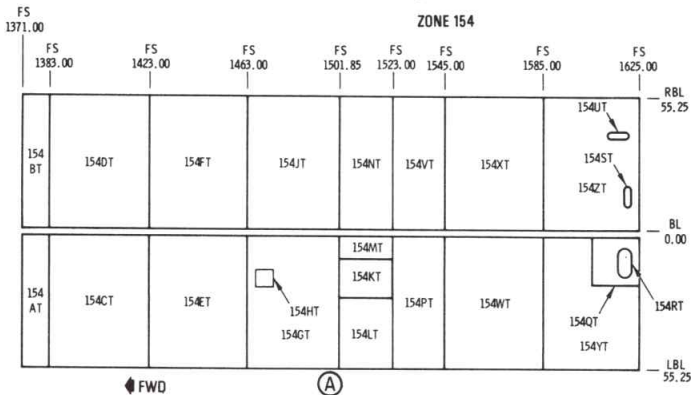 ZONE 154
FS
1371.00
FS
1383.00
FS
1423.00
FS
1463.00
FS
1501.85
FS
1523.00
FS
1545.00
FS
1585.00
FS
1625.00
RBL
55.25
154
BT
154DT
154FT
154JT
154NT
154VT
154XT
154UT
154ST
154ZT
BL
0.00
154
AT
154CT
154ET
154HT
154GT
154MT
154KT
154LT
154PT
154WT
154RT
154QT
154YT
LBL
55.25
FWD
A